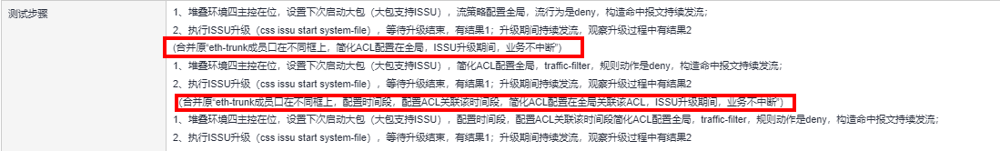 测试步骤
1、堆叠环境四主控在位，设置下次启动大包（大包支持ISSU），流策略配置全局，流行为是deny，构造命中报文持续发流；
2、执行ISSU升级（css issu start system-file），等待升级结束，有结果1；升级期间持续发流，观察升级过程中有结果2
(合并原“eth-trunk成员口在不同框上，简化ACL配置在全局，ISSU升级期间，业务不中断”)
1、堆叠环境四主控在位，设置下次启动大包（大包支持ISSU），简化ACL配置全局，traffic-filter，规则动作是deny，构造命中报文持续发流；
2、执行ISSU升级（css issu start system-file），等待升级结束，有结果1；升级期间持续发流，观察升级过程中有结果2
(合并原“eth-trunk成员口在不同框上，配置时间段，配置ACL关联该时间段，简化ACL配置在全局关联该ACL，ISSU升级期间，业务不中断”)
1、堆叠环境四主控在位，设置下次启动大包（大包支持ISSU），配置时间段，配置ACL关联该时间段简化ACL配置在全局，traffic-filter，规则动作是deny，构造命中报文持续发流；
2、执行ISSU升级（css issu start system-file），等待升级结束，有结果1；升级期间持续发流，观察升级过程中有结果2